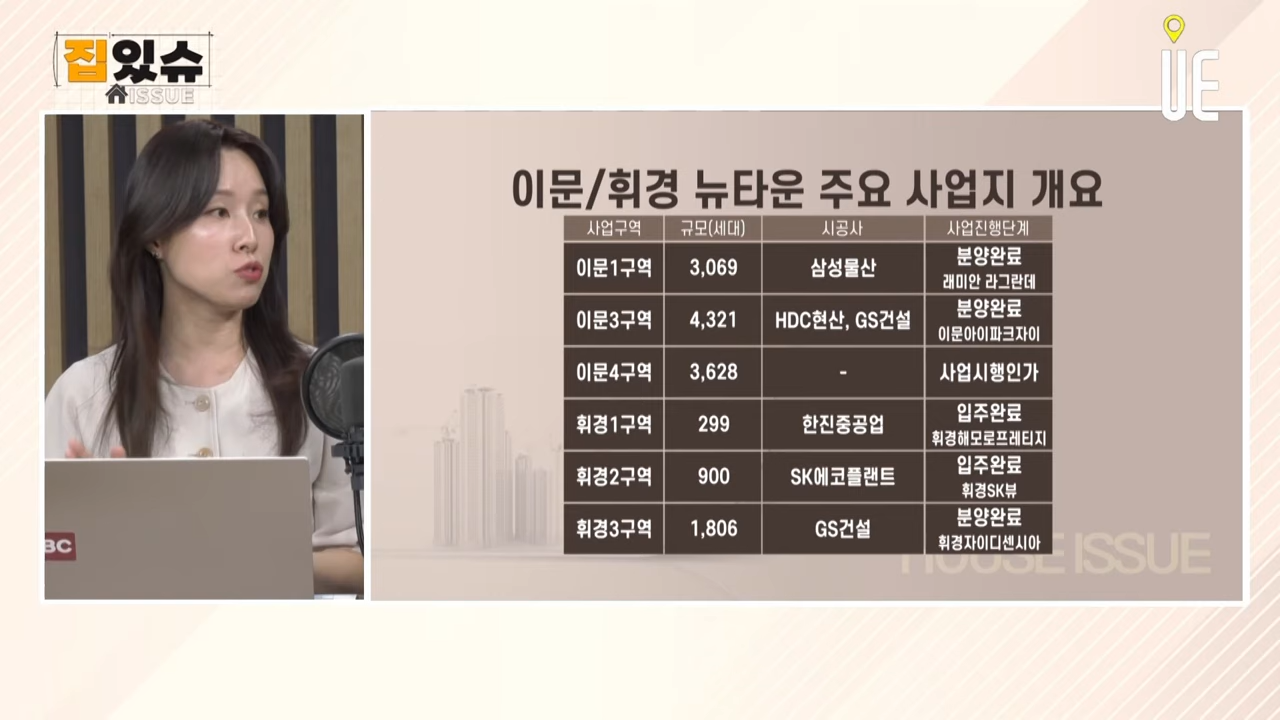 집있슈
ISSUE
UE
이문/휘경 뉴타운 주요 사업지 개요
사업구역 규모(세대) 시공사 사업진행단계
이문1구역 3,069 삼성물산 분양완료
래미안 라그란데
이문3구역 4,321 HDC현산, GS건설 분양완료
이문아이파크자이
이문4구역 3,628 - 사업시행인가
휘경1구역 299 한진중공업 입주완료
휘경해모로프레티지
휘경2구역 900 SK에코플랜트 입주완료
휘경SK뷰
휘경3구역 1,806 GS건설 분양완료
휘경자이디센시아
HOUSE ISSUE
BC